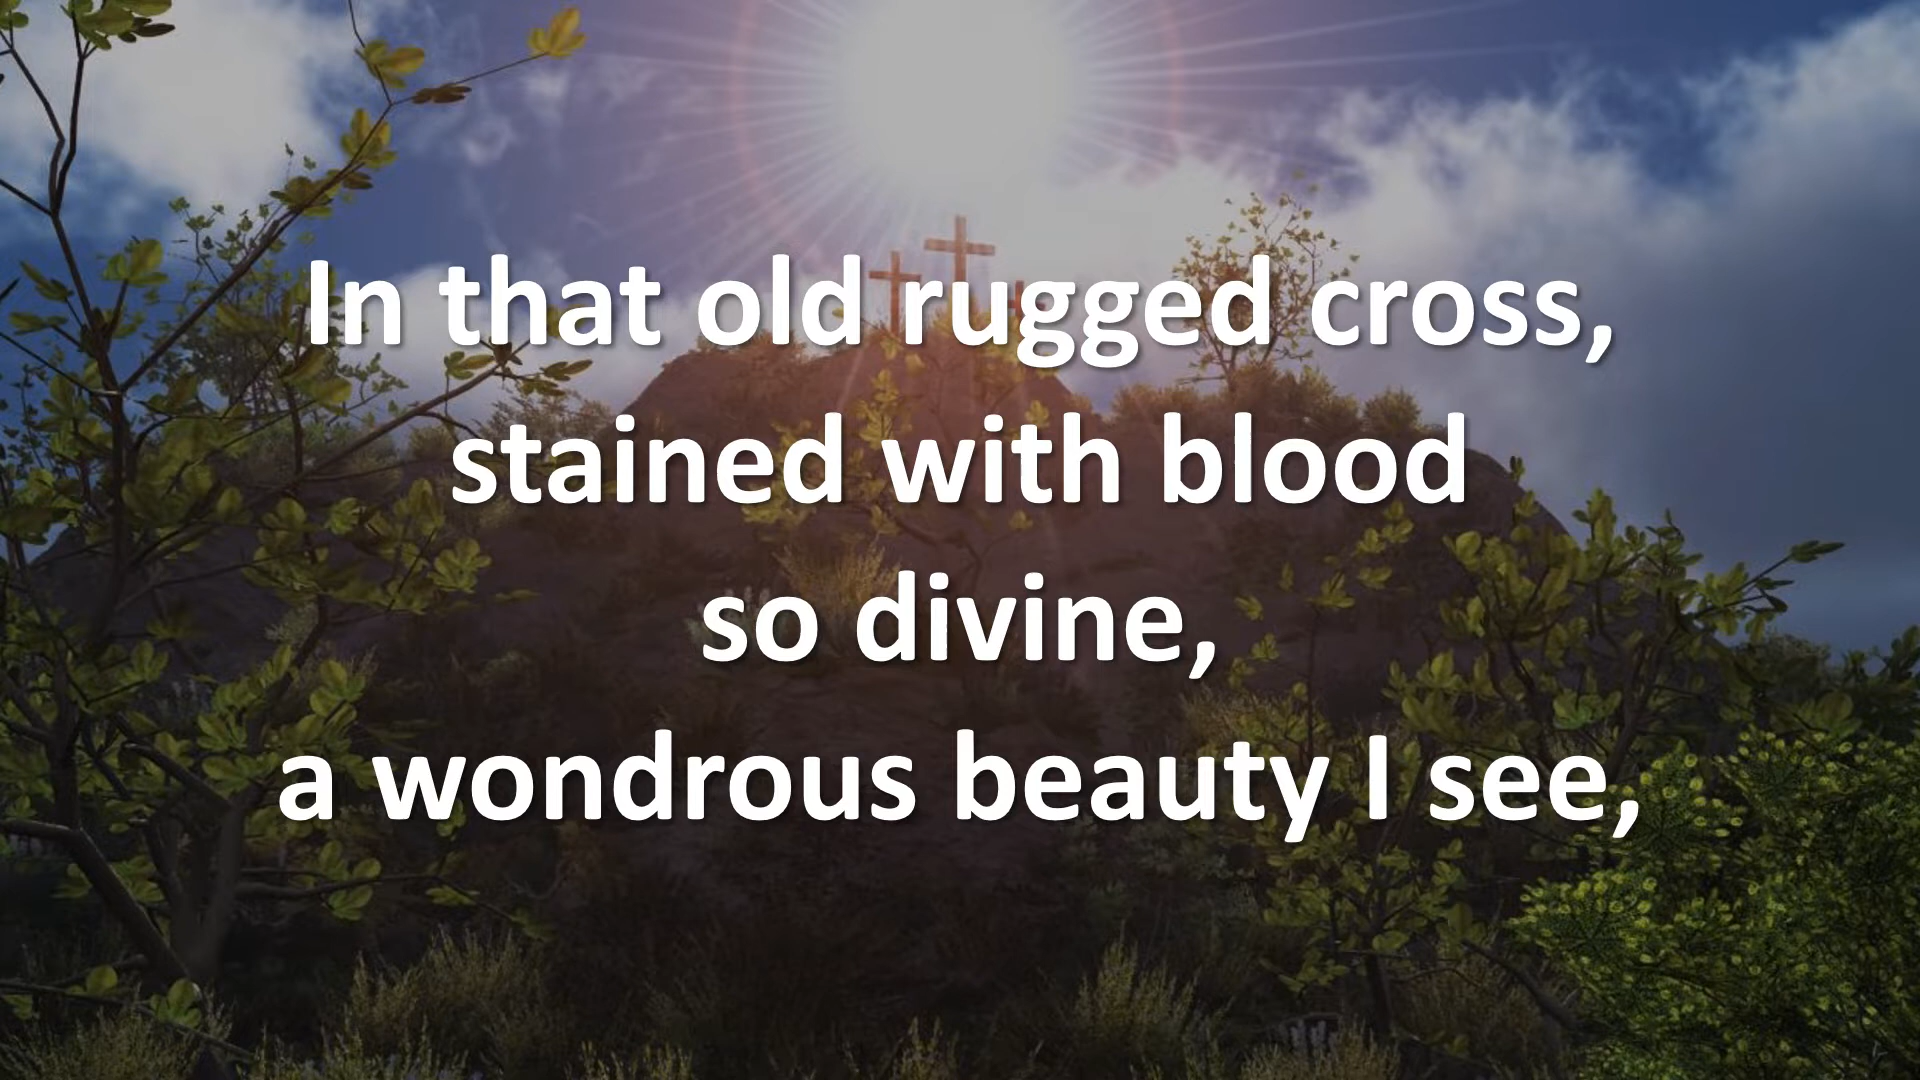 In that old rugged cross,
stained with blood
so divine,
a wondrous beauty I see,